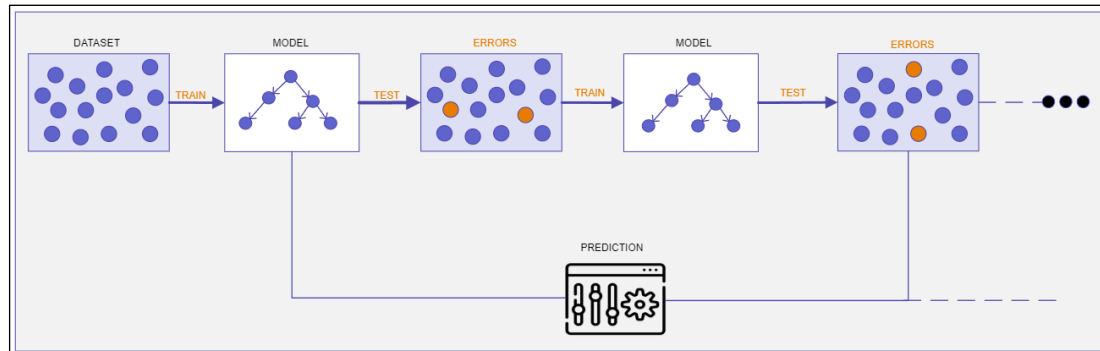 DATASET
MODEL
ERRORS
MODEL
ERRORS
TRAIN
TEST
TRAIN
TEST
PREDICTION